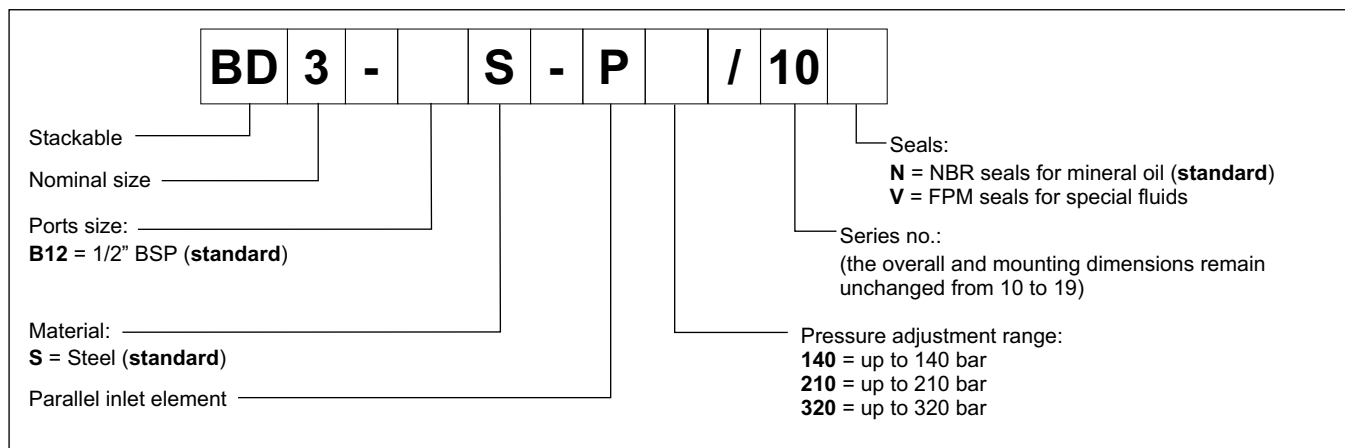 BD 3 - S - P / 10
Stackable
Nominal size
Ports size:
B12 = 1/2” BSP (standard)
Material:
S = Steel (standard)
Parallel inlet element
Seals:
N = NBR seals for mineral oil (standard)
V = FPM seals for special fluids
Series no.:
(the overall and mounting dimensions remain
unchanged from 10 to 19)
Pressure adjustment range:
140 = up to 140 bar
210 = up to 210 bar
320 = up to 320 bar